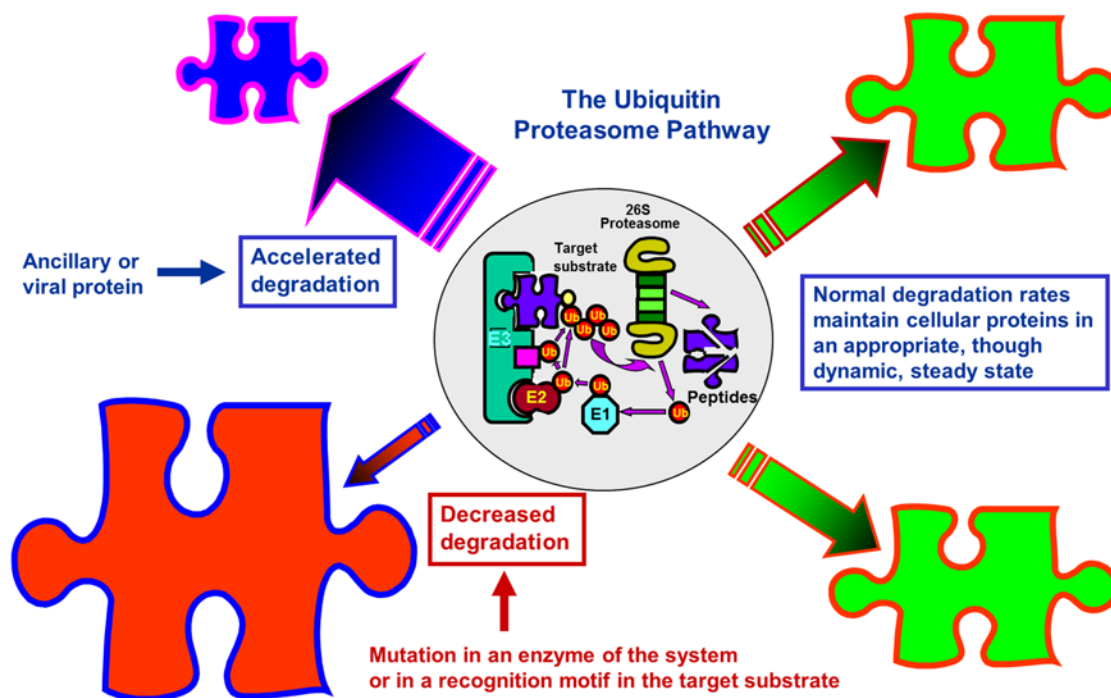 The Ubiquitin
Proteasome Pathway
Ancillary or
viral protein
Accelerated
degradation
26S
Proteasome
Target
substrate
E3
Ub
Ub
Ub
Ub
Ub
Ub
Ub
Ub
E2
E1
Peptides
Normal degradation rates
maintain cellular proteins in
an appropriate, though
dynamic, steady state
Decreased
degradation
Mutation in an enzyme of the system
or in a recognition motif in the target substrate